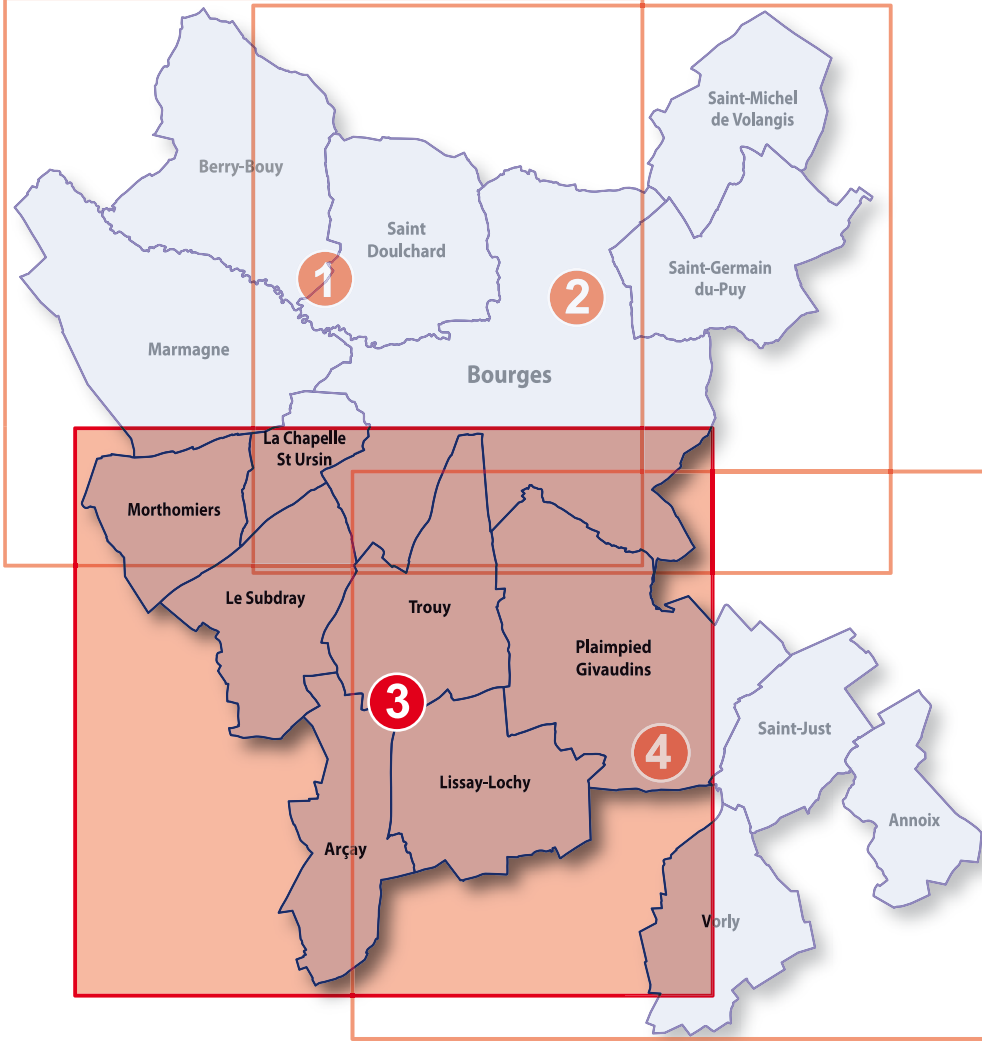 Saint-Michel
de Volangis
Berry-Bouy
Saint
Doulchard
Saint-Germain
du-Puy
1
2
Marmagne
Bourges
La Chapelle
St Ursin
Morthomiers
Le Subdray
Trouy
Plaimpied
Givaudins
3
4
Saint-Just
Lissay-Lochy
Annoix
Arçay
Vorly